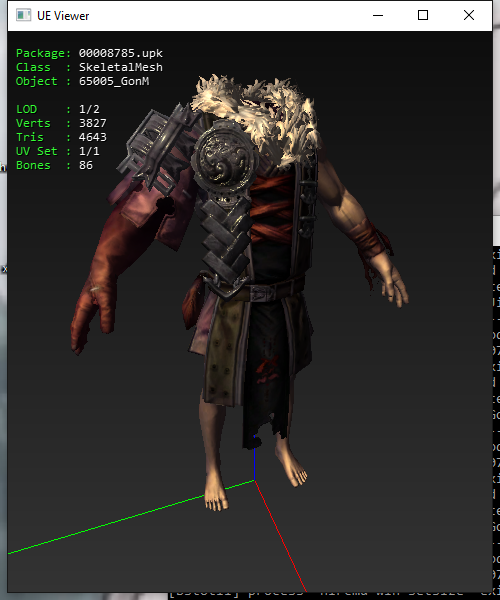 UE Viewer
Package: 00008785.upk
Class : SkeletalMesh
Object : 65005_GonM
LOD : 1/2
Verts : 3827
Tris : 4643
UV Set : 1/1
Bones : 86